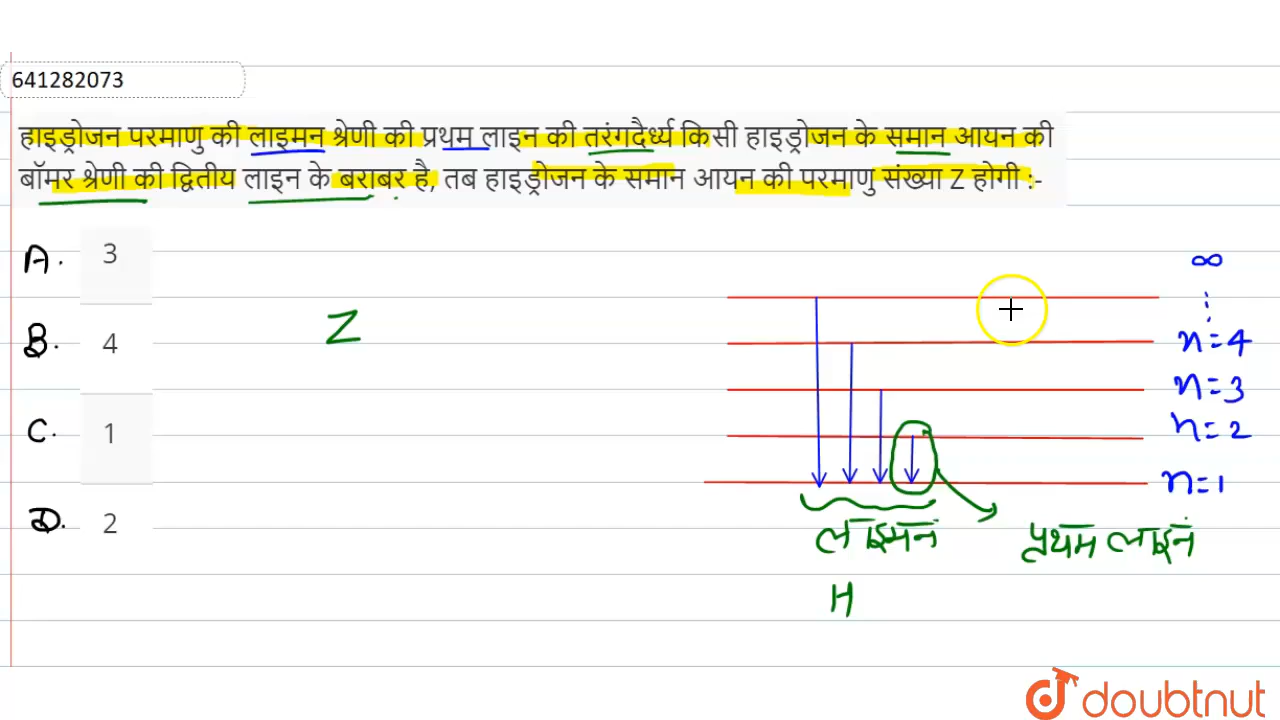 641282073
हाइड्रोजन परमाणु की लाइमन श्रेणी की प्रथम लाइन की तरंगदैर्ध्य किसी हाइड्रोजन के समान आयन की
बॉमर श्रेणी की द्वितीय लाइन के बराबर है, तब हाइड्रोजन के समान आयन की परमाणु संख्या Z होगी :-
A. 3
B. 4
C. 1
D. 2
Z
∞
n=4
n=3
n=2
n=1
लाइमन
प्रथम लाइन
H
doubtnut